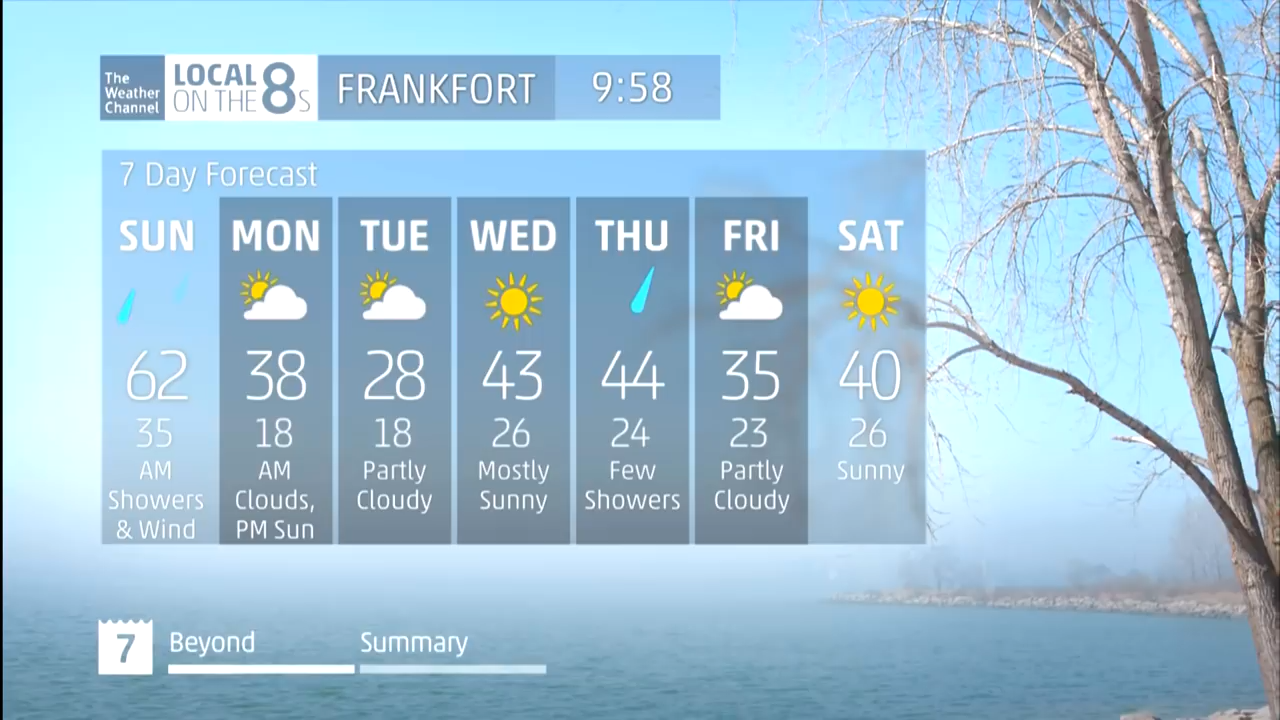 The
Weather
Channel
LOCAL
ON THE 8s
FRANKFORT
9:58
7 Day Forecast
SUN MON TUE WED THU FRI SAT
62 38 28 43 44 35 40
35 18 18 26 24 23 26
AM AM Partly Mostly Few Partly Sunny
Showers Clouds, Cloudy Sunny Showers Cloudy
& Wind PM Sun
7 Beyond Summary